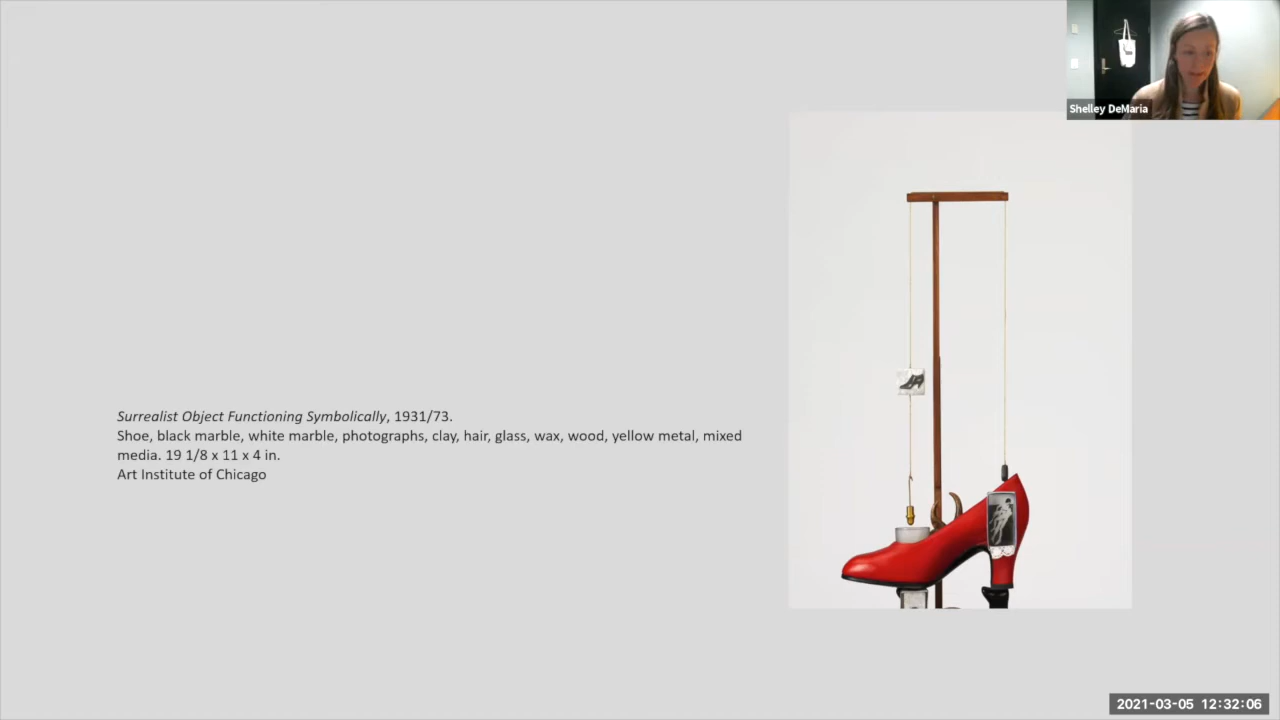 Shelley DeMaria
Surrealist Object Functioning Symbolically, 1931/73.
Shoe, black marble, white marble, photographs, clay, hair, glass, wax, wood, yellow metal, mixed
media. 19 1/8 x 11 x 4 in.
Art Institute of Chicago
2021-03-05 12:32:06